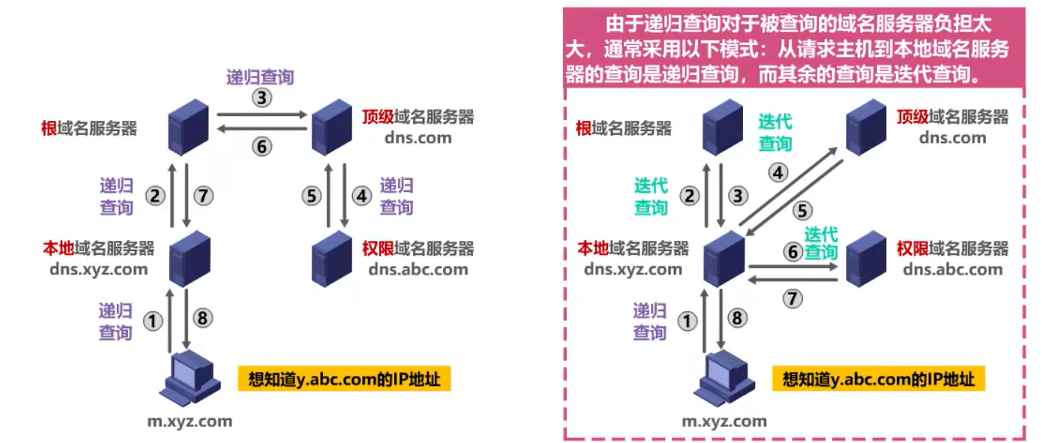 递归查询
③
根域名服务器
顶级域名服务器
dns.com
⑥
递归
查询
②
⑦
⑤
④
递归
查询
本地域名服务器
dns.xyz.com
权限域名服务器
dns.abc.com
递归
查询
①
⑧
想知道y.abc.com的IP地址
m.xyz.com
由于递归查询对于被查询的域名服务器负担太
大，通常采用以下模式：从请求主机到本地域名服务
器的查询是递归查询，而其余的查询是迭代查询。
根域名服务器
迭代
查询
顶级域名服务器
dns.com
迭代
查询
②
③
④
⑤
本地域名服务器
dns.xyz.com
迭代
查询
⑥
权限域名服务器
dns.abc.com
⑦
递归
查询
①
⑧
想知道y.abc.com的IP地址
m.xyz.com